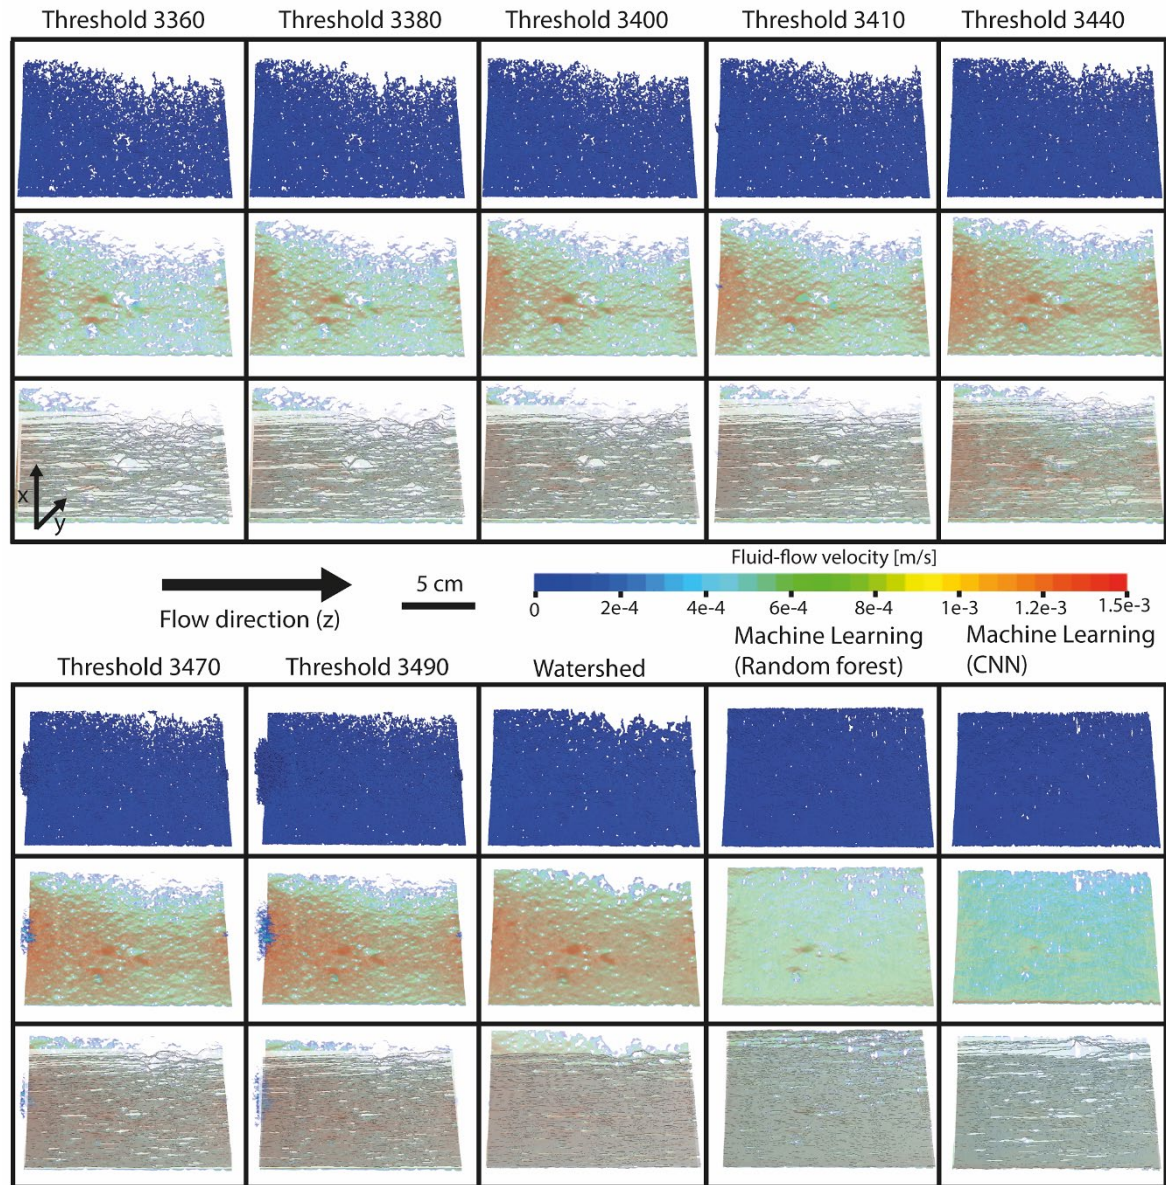 Threshold 3360
Threshold 3380
Threshold 3400
Threshold 3410
Threshold 3440
x
y
Flow direction (z)
5 cm
Fluid-flow velocity [m/s]
0
2e-4
4e-4
6e-4
8e-4
1e-3
1.2e-3
1.5e-3
Threshold 3470
Threshold 3490
Watershed
Machine Learning
(Random forest)
Machine Learning
(CNN)